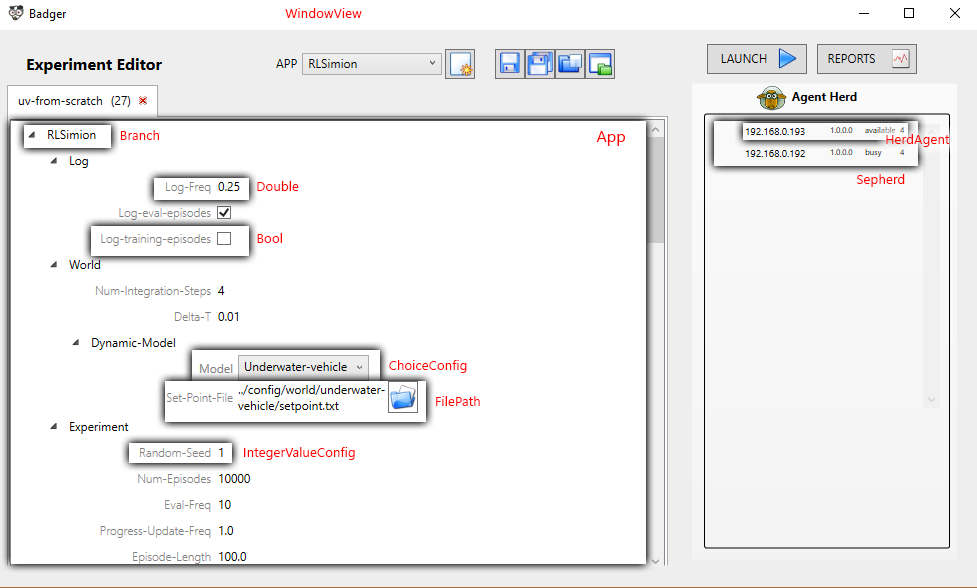 Badger
WindowView
Experiment Editor
APP RLSimion
LAUNCH
REPORTS
uv-from-scratch (27)
Agent Herd
RLSimion Branch
App
192.168.0.193 1.0.0.0 available 4
HerdAgent
192.168.0.192 1.0.0.0 busy 4
Sepherd
Log
Log-Freq 0.25 Double
Log-eval-episodes
Log-training-episodes Bool
World
Num-Integration-Steps 4
Delta-T 0.01
Dynamic-Model
Model Underwater-vehicle ChoiceConfig
Set-Point-File ../config/world/underwater-
vehicle/setpoint.txt
FilePath
Experiment
Random-Seed 1 IntegerValueConfig
Num-Episodes 10000
Eval-Freq 10
Progress-Update-Freq 1.0
Episode-Length 100.0